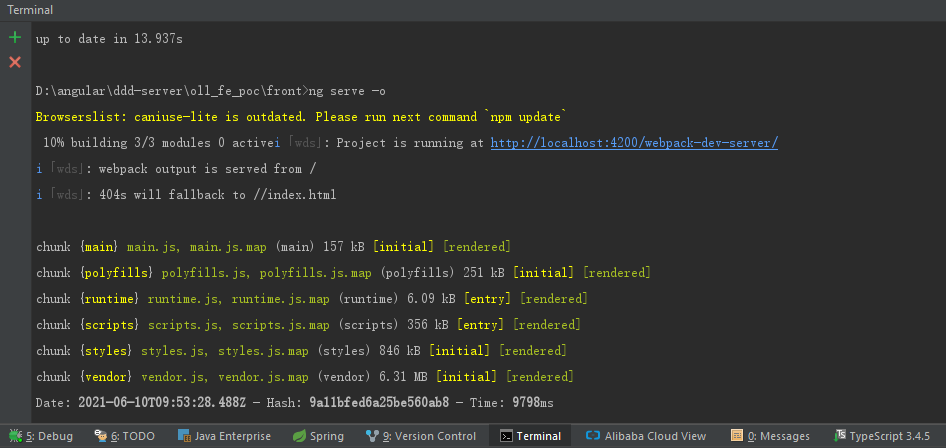 Terminal
up to date in 13.937s
D:\angular\ddd-server\oll_fe_poc\front>ng serve -o
Browserslist: caniuse-lite is outdated. Please run next command `npm update`
10% building 3/3 modules 0 activei ｢wds｣: Project is running at http://localhost:4200/webpack-dev-server/
i ｢wds｣: webpack output is served from /
i ｢wds｣: 404s will fallback to //index.html
chunk {main} main.js, main.js.map (main) 157 kB [initial] [rendered]
chunk {polyfills} polyfills.js, polyfills.js.map (polyfills) 251 kB [initial] [rendered]
chunk {runtime} runtime.js, runtime.js.map (runtime) 6.09 kB [entry] [rendered]
chunk {scripts} scripts.js, scripts.js.map (scripts) 356 kB [entry] [rendered]
chunk {styles} styles.js, styles.js.map (styles) 846 kB [initial] [rendered]
chunk {vendor} vendor.js, vendor.js.map (vendor) 6.31 MB [initial] [rendered]
Date: 2021-06-10T09:53:28.488Z - Hash: 9a11bfed6a25be560ab8 - Time: 9798ms
5: Debug 6: TODO Java Enterprise Spring 9: Version Control Terminal Alibaba Cloud View 0: Messages TypeScript 3.4.5